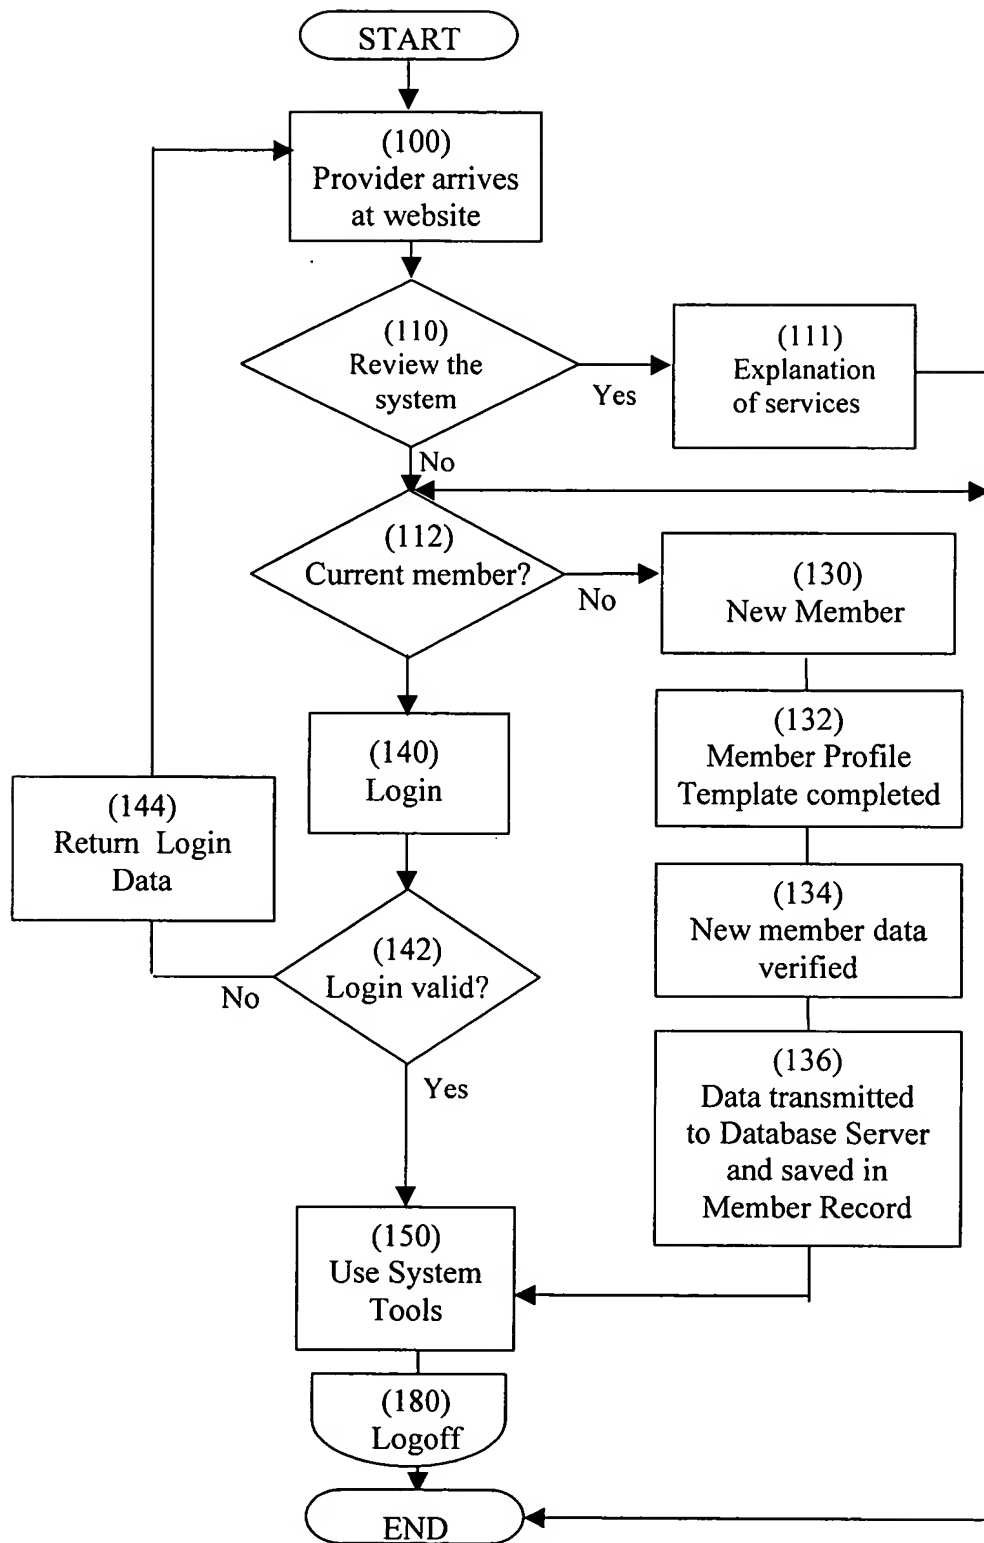 START
(100)
Provider arrives
at website
(110)
Review the
system
Yes
(111)
Explanation
of services
No
(112)
Current member?
No
(130)
New Member
(140)
Login
(132)
Member Profile
Template completed
(144)
Return Login
Data
(134)
New member data
verified
(142)
Login valid?
No
Yes
(136)
Data transmitted
to Database Server
and saved in
Member Record
(150)
Use System
Tools
(180)
Logoff
END